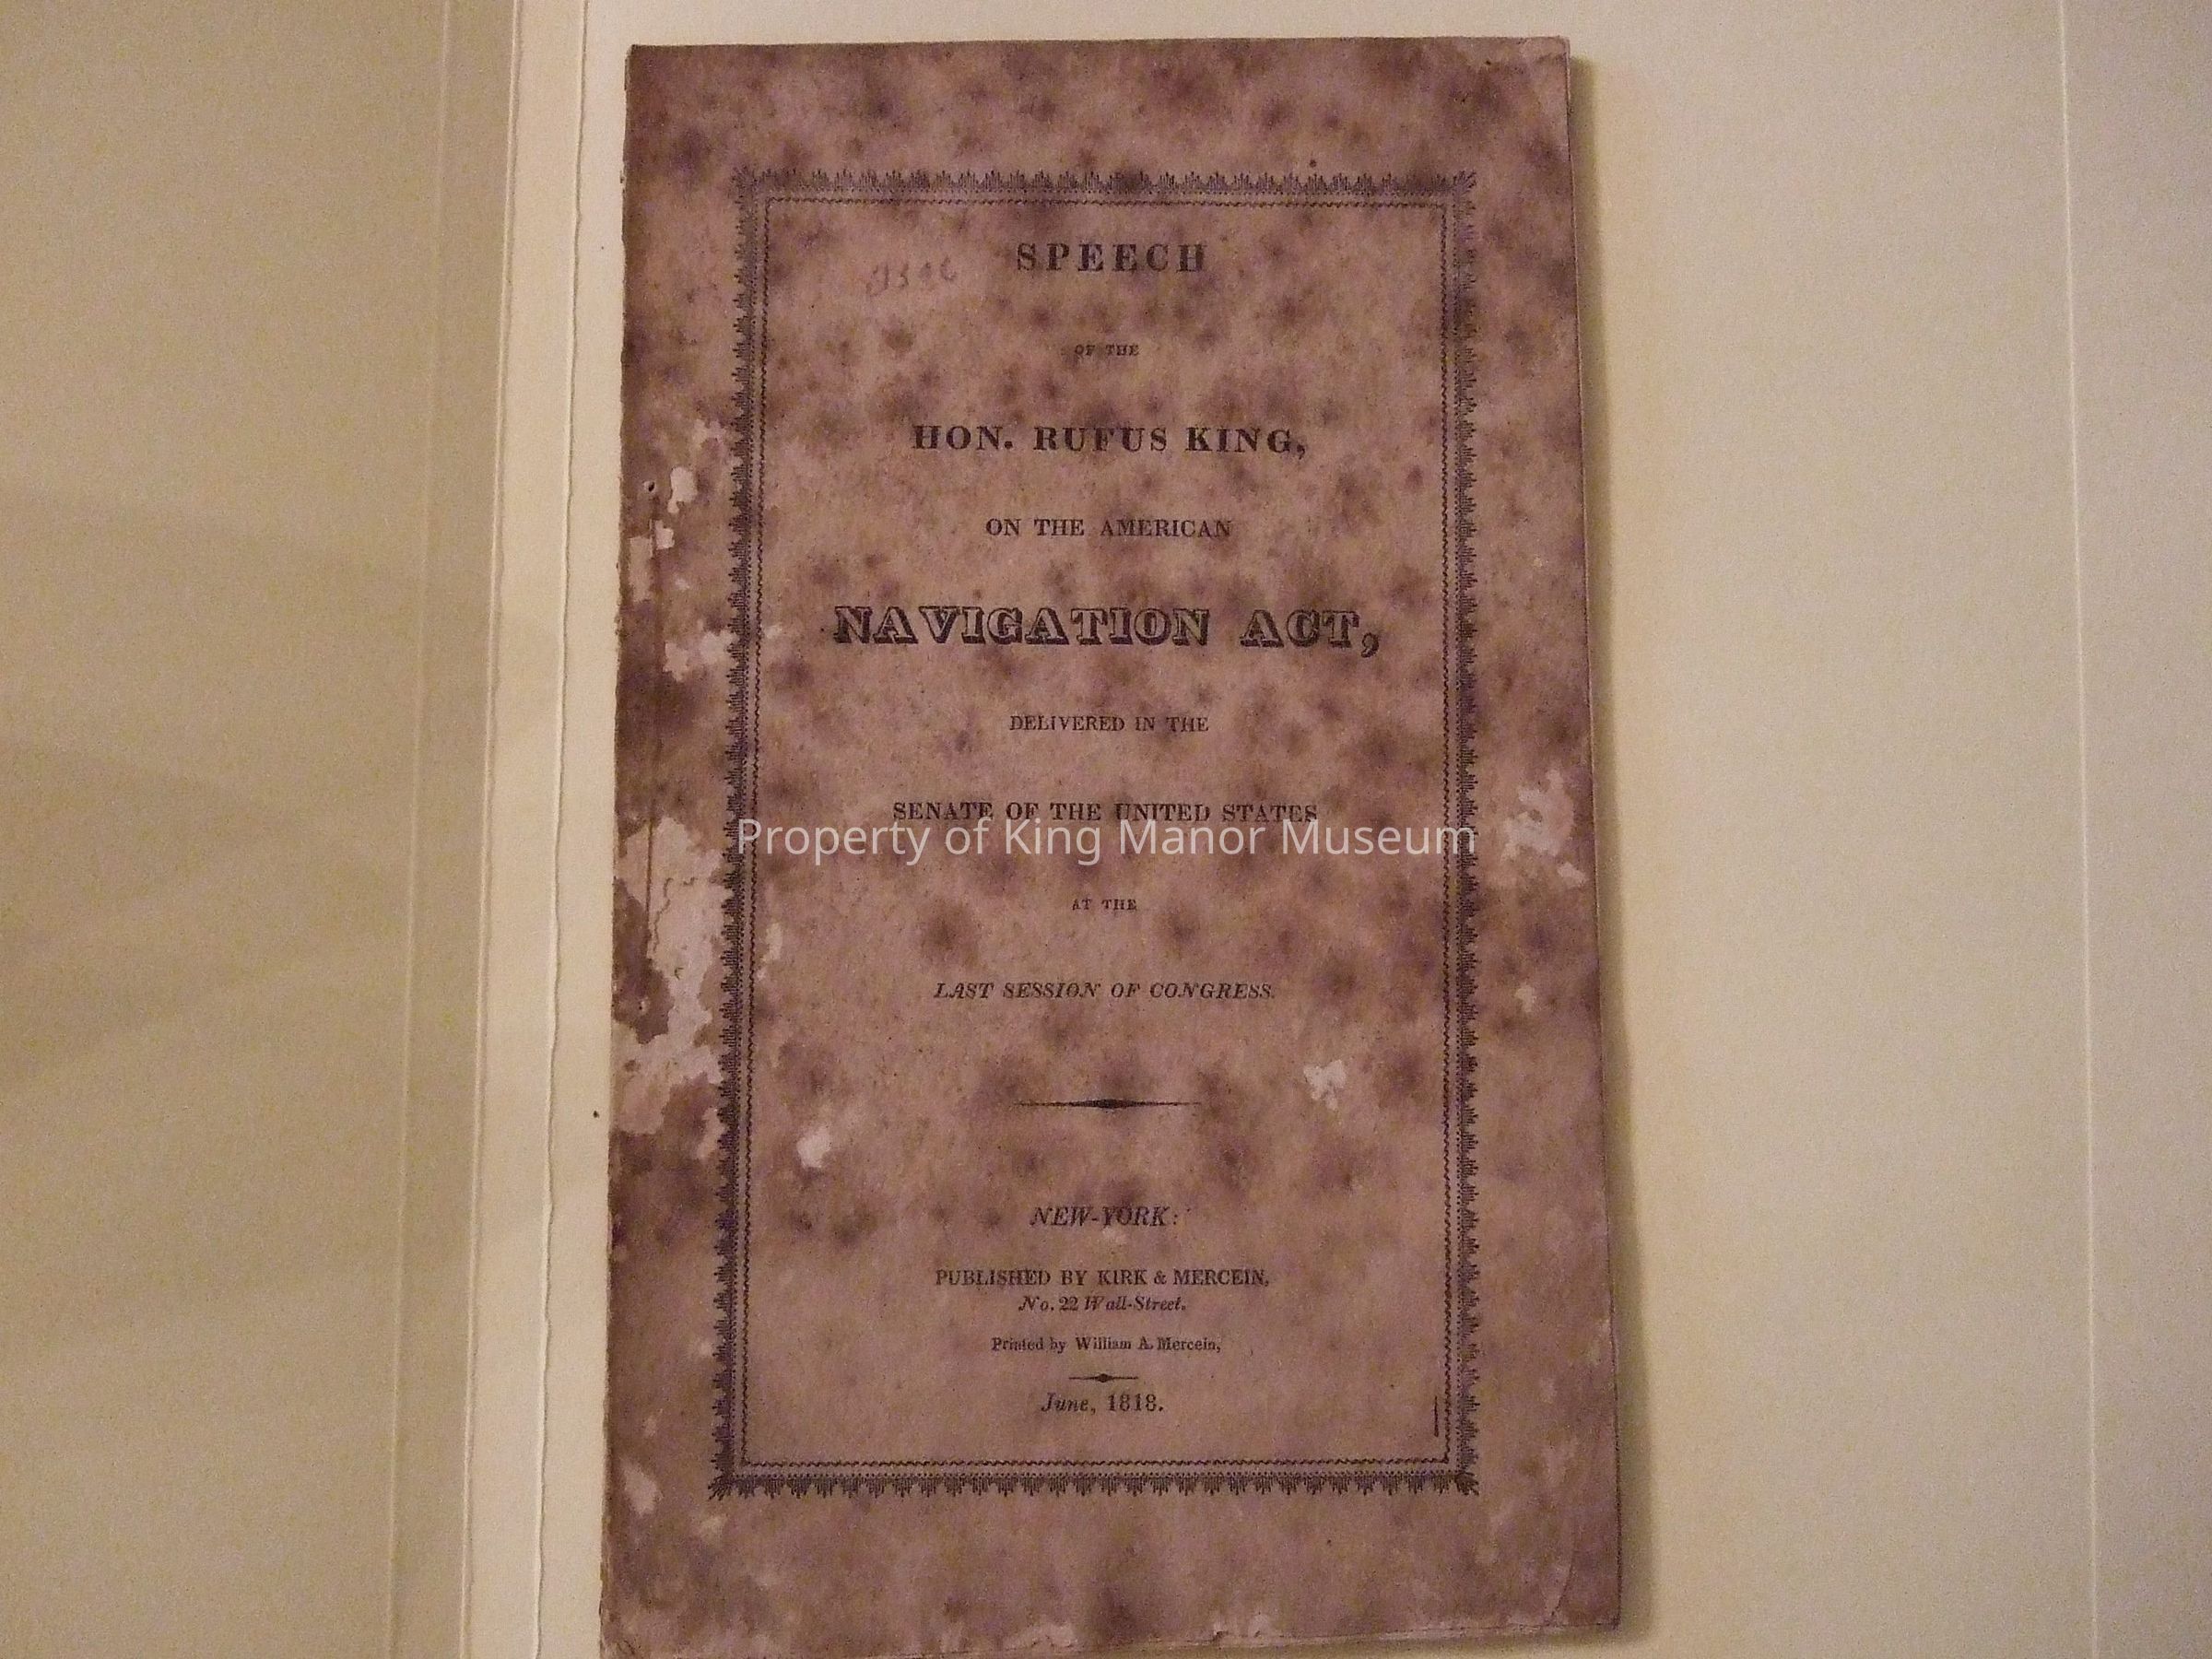 SPEECH
OF THE
HON. RUFUS KING,
ON THE AMERICAN
NAVIGATION ACT,
DELIVERED IN THE
SENATE OF THE UNITED STATES
Property of King Manor Museum
AT THE
LAST SESSION OF CONGRESS.
NEW-YORK:
PUBLISHED BY KIRK & MERCEIN,
No. 22 Wall-Street.
Printed by William A. Mercein,
June, 1818.